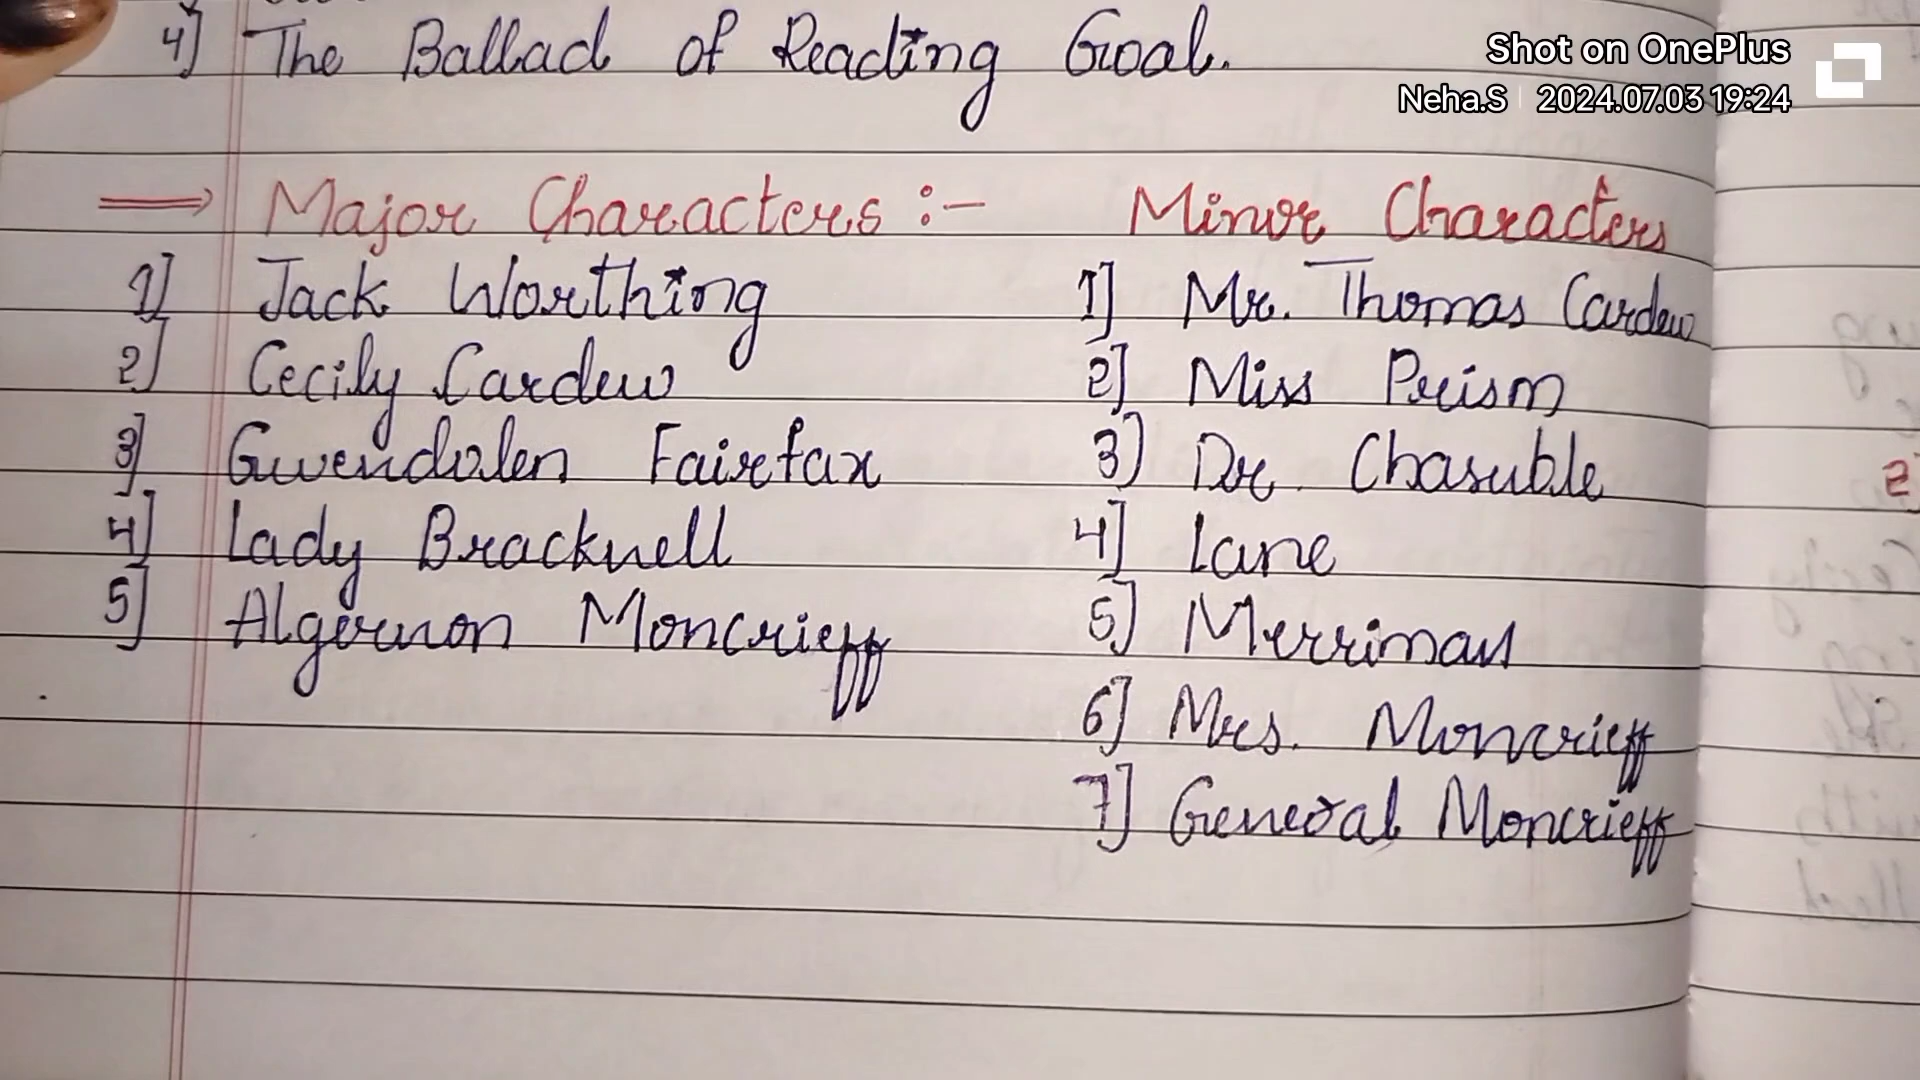 4] The Ballad of Reading Goal.
Shot on OnePlus
Neha.S | 2024.07.03 19:24
⟹ Major Characters :-
1] Jack Worthing
2] Cecily Cardew
3] Gwendolen Fairfax
4] Lady Bracknell
5] Algernon Moncrieff
Minor Characters
1] Mr. Thomas Cardew
2] Miss Prism
3) Dr. Chasuble
4] Lane
5] Merriman
6] Mrs. Moncrieff
7] General Moncrieff